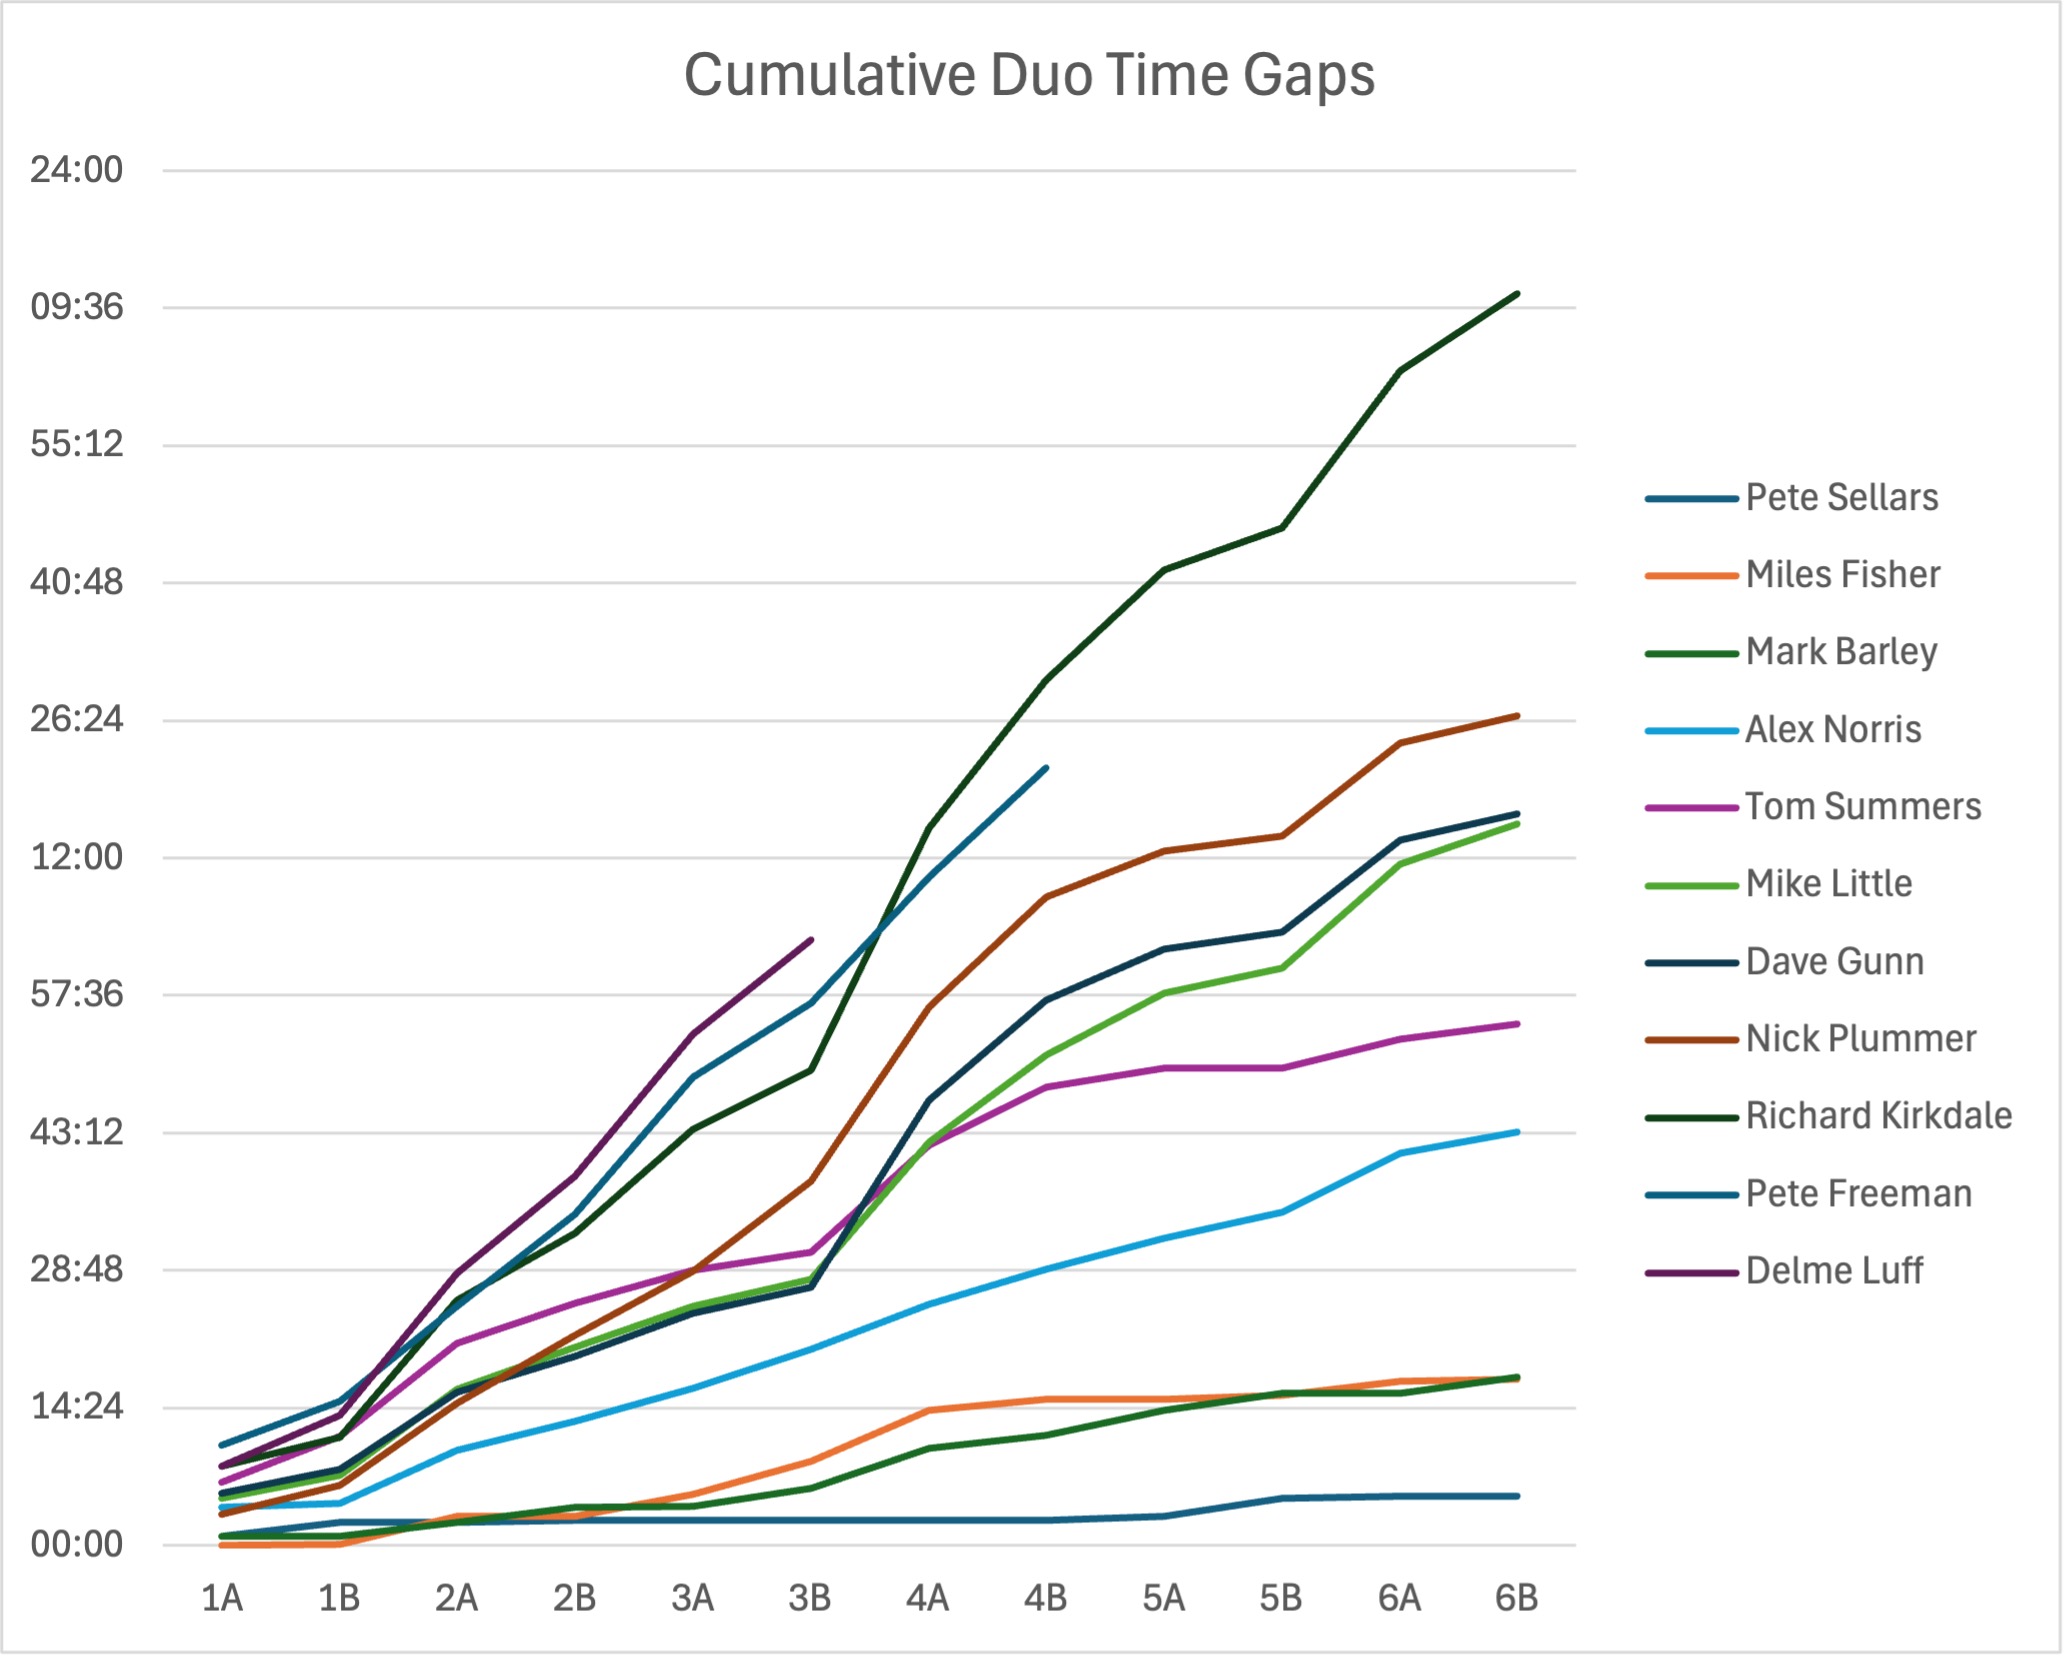 Cumulative Duo Time Gaps
24:00
09:36
55:12
40:48
26:24
12:00
57:36
43:12
28:48
14:24
00:00
1A 1B 2A 2B 3A 3B 4A 4B 5A 5B 6A 6B
Pete Sellars
Miles Fisher
Mark Barley
Alex Norris
Tom Summers
Mike Little
Dave Gunn
Nick Plummer
Richard Kirkdale
Pete Freeman
Delme Luff